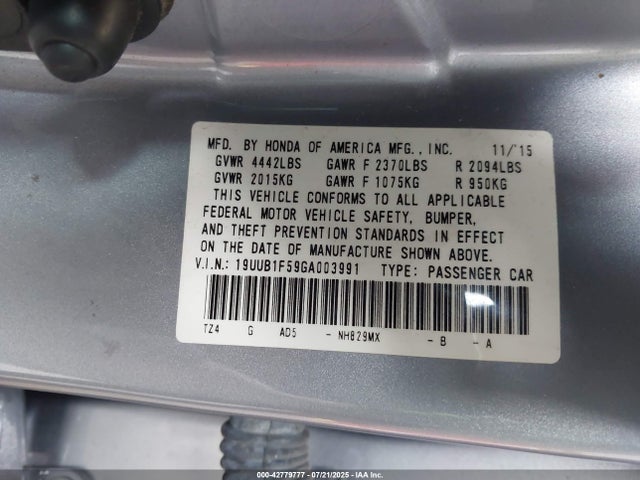 MFD. BY HONDA OF AMERICA MFG., INC. 11/'15
GVWR 4442LBS GAWR F 2370LBS R 2094LBS
GVWR 2015KG GAWR F 1075KG R 950KG
THIS VEHICLE CONFORMS TO ALL APPLICABLE
FEDERAL MOTOR VEHICLE SAFETY, BUMPER,
AND THEFT PREVENTION STANDARDS IN EFFECT
ON THE DATE OF MANUFACTURE SHOWN ABOVE.
V.I.N.: 19UUB1F59GA003991 TYPE: PASSENGER CAR
TZ4 G AD5 - NH829MX - B - A
000-42779777 - 07/21/2025 - IAA Inc.